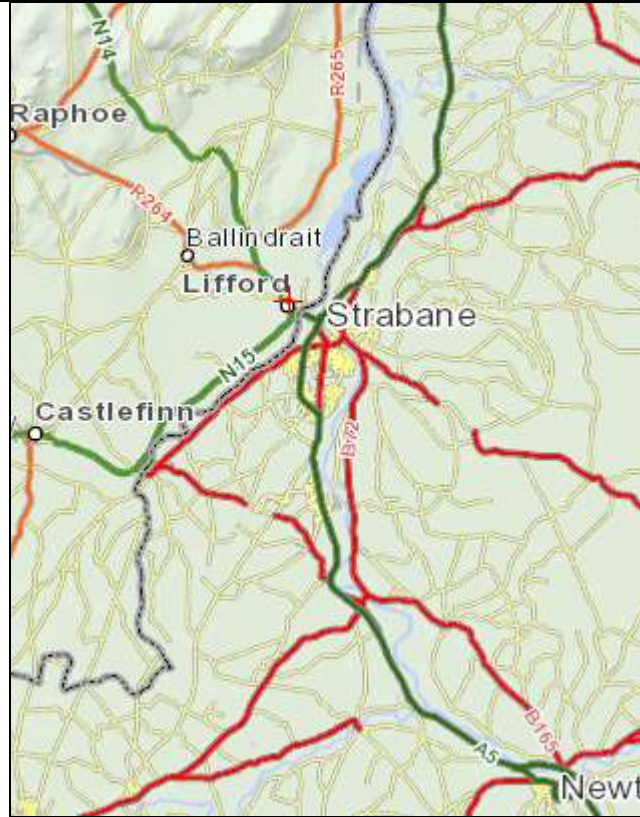 N14
R265
Raphoe
R264
Ballindrait
Lifford
Strabane
N15
Castlefinn
B72
B165
A5
Newt